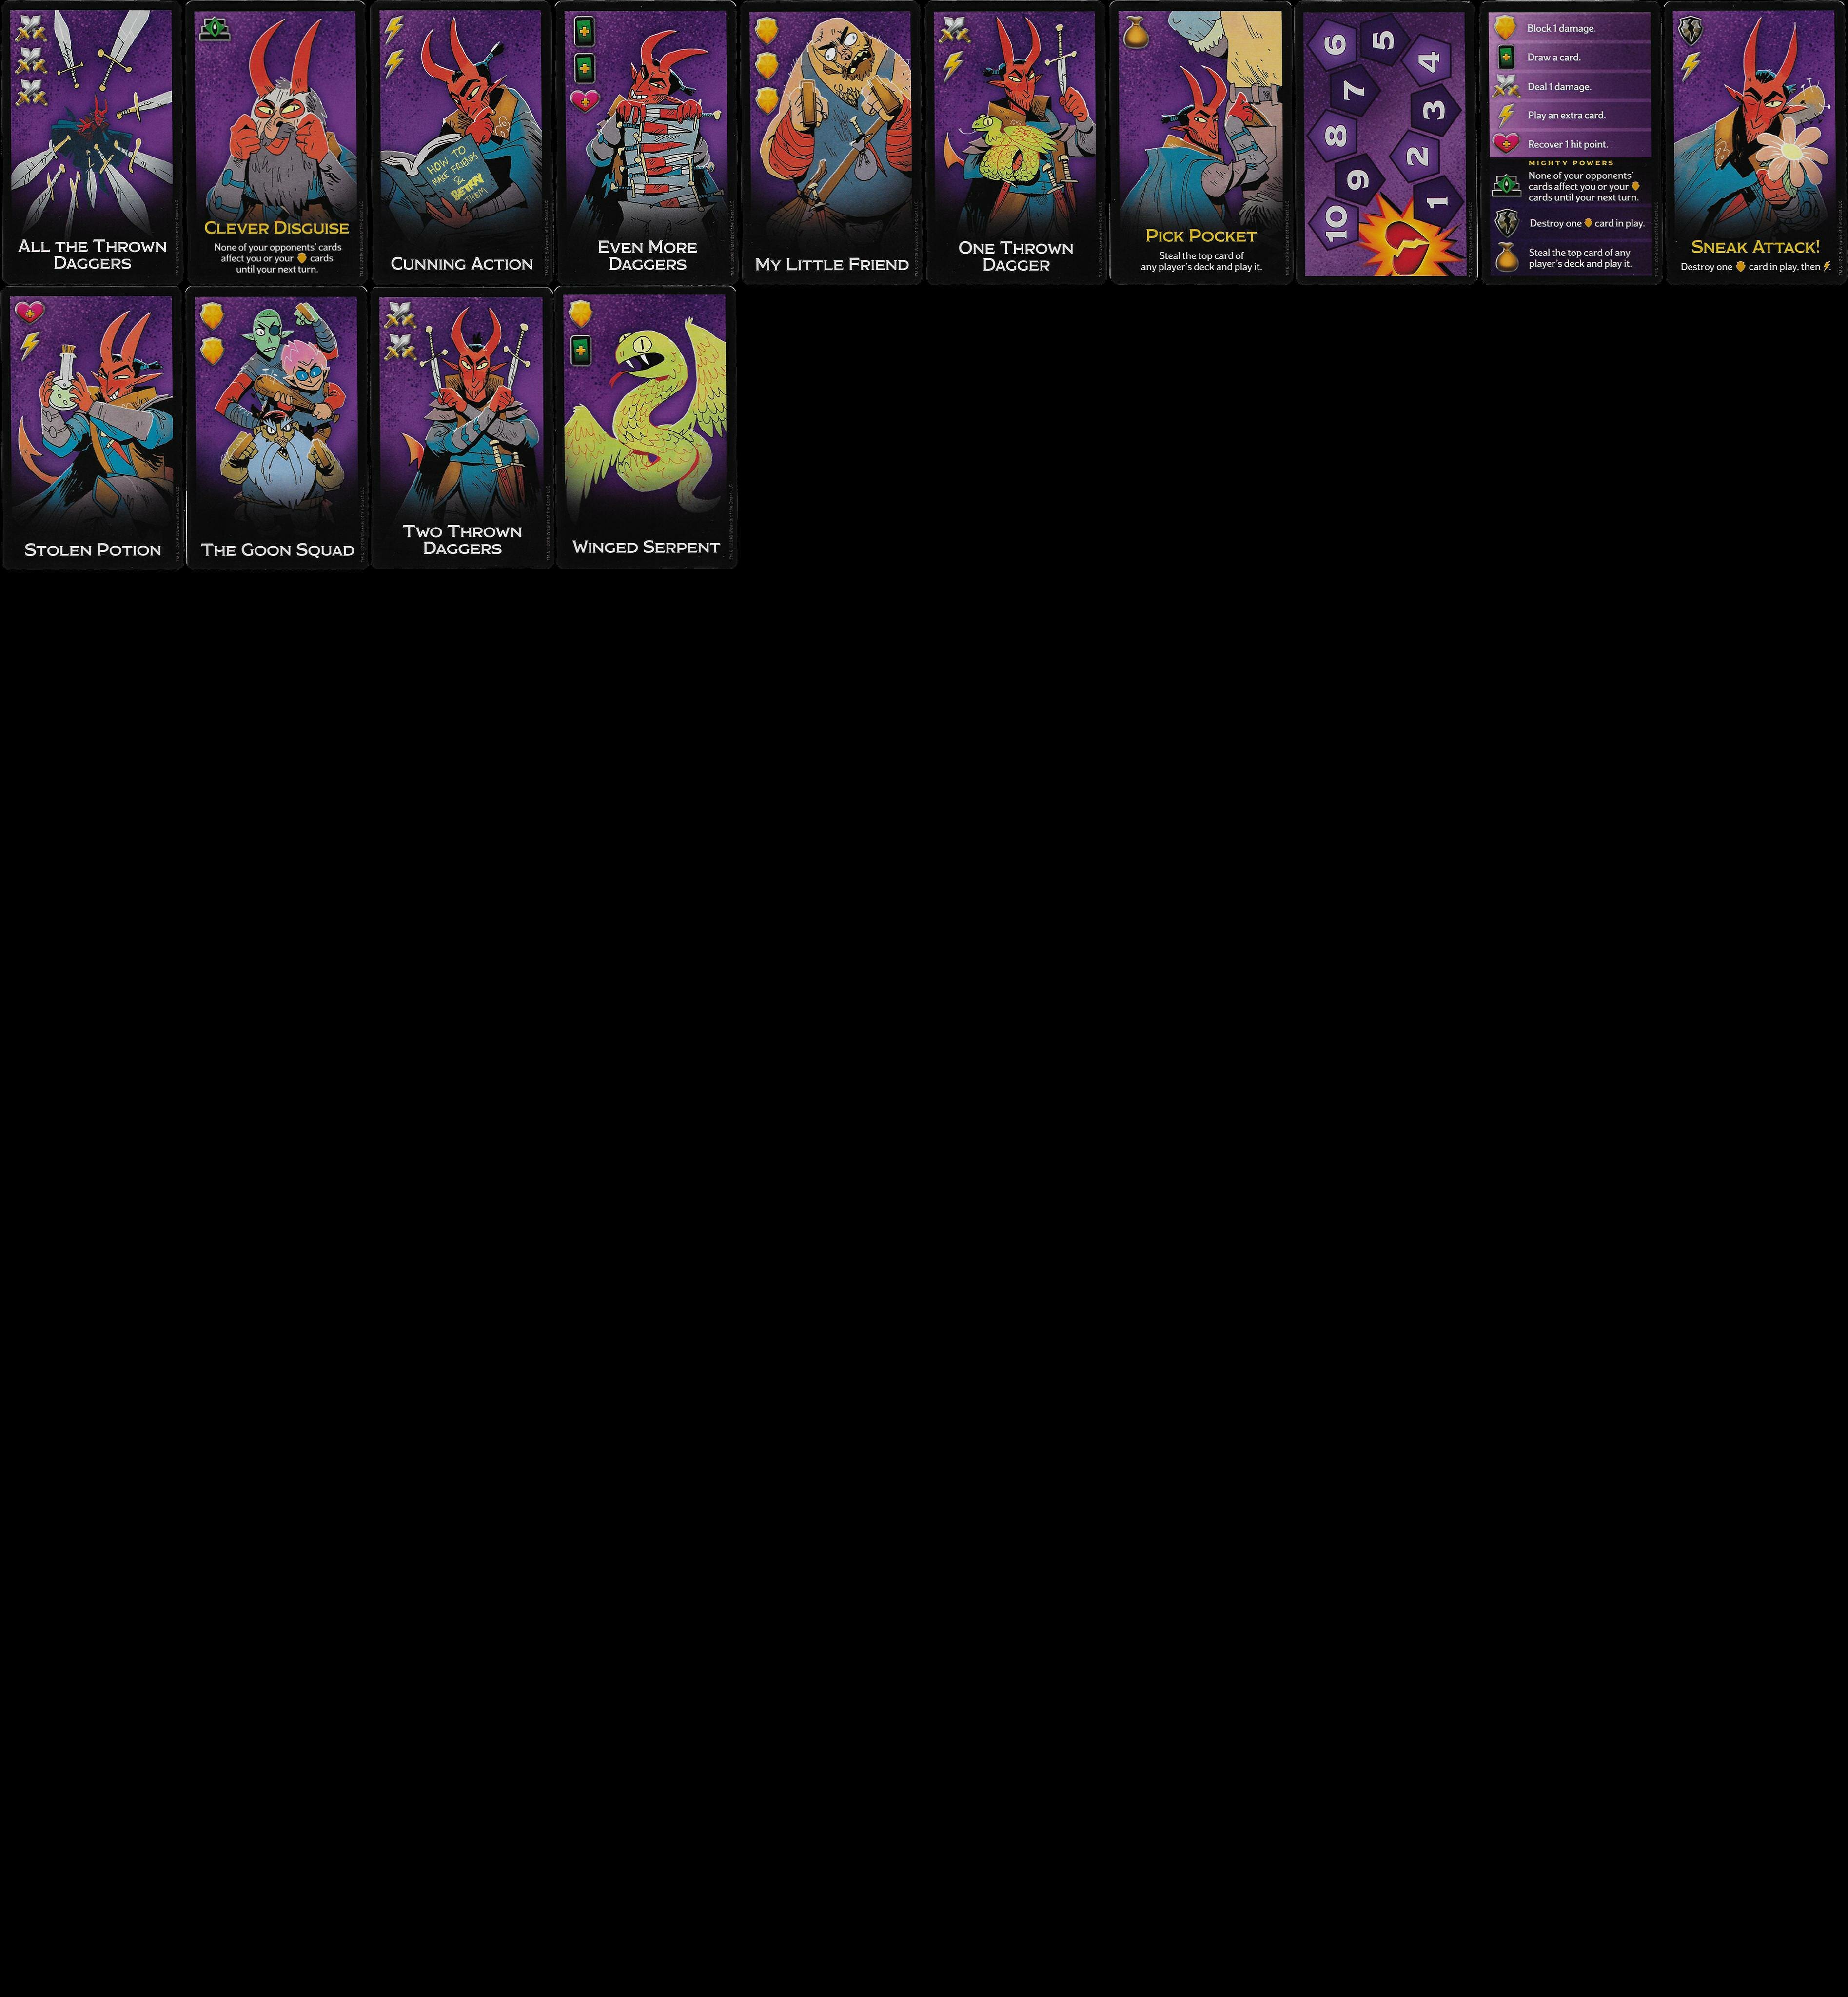 ALL THE THROWN
DAGGERS
CLEVER DISGUISE
None of your opponents' cards
affect you or your cards
until your next turn.
HOW TO
MAKE FRIENDS
&
BETRAY
THEM
CUNNING ACTION
EVEN MORE
DAGGERS
MY LITTLE FRIEND
ONE THROWN
DAGGER
PICK POCKET
Steal the top card of
any player's deck and play it.
6
5
4
7
3
8
2
9
1
10
Block 1 damage.
Draw a card.
Deal 1 damage.
Play an extra card.
Recover 1 hit point.
MIGHTY POWERS
None of your opponents'
cards affect you or your
cards until your next turn.
Destroy one card in play.
Steal the top card of any
player's deck and play it.
SNEAK ATTACK!
Destroy one card in play, then .
STOLEN POTION
THE GOON SQUAD
TWO THROWN
DAGGERS
WINGED SERPENT